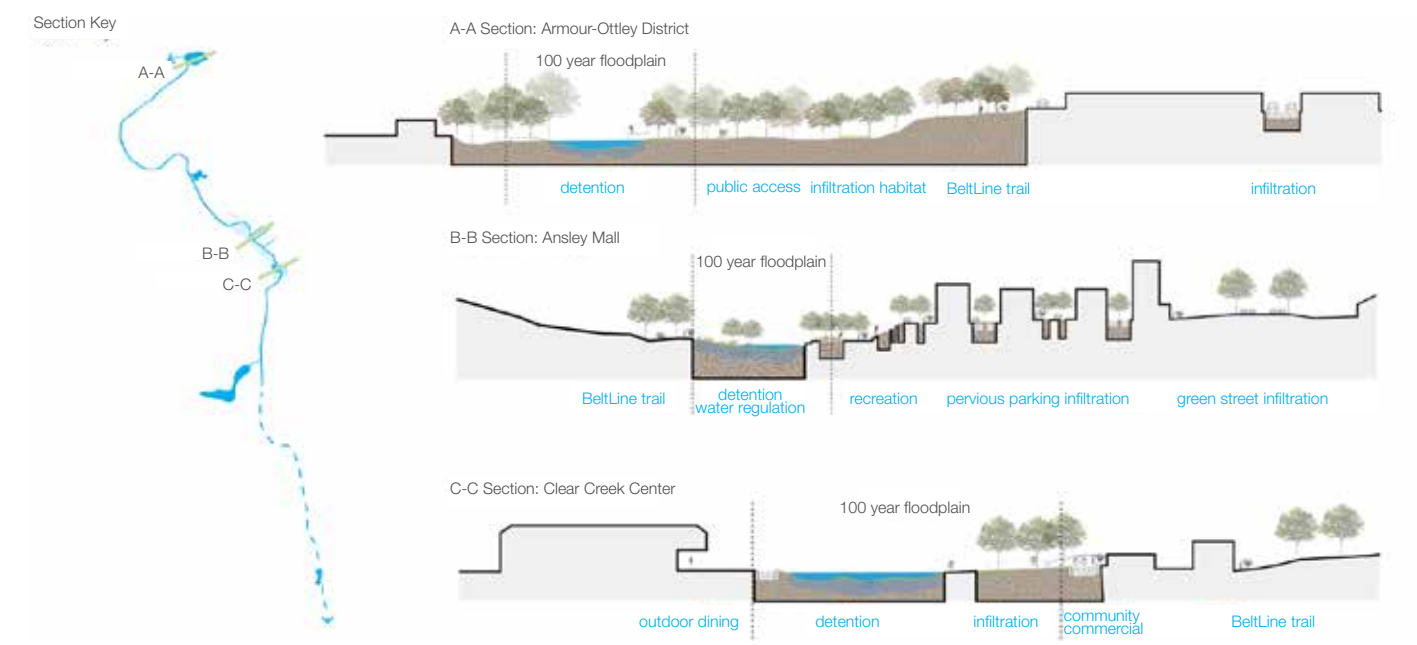 Section Key
A-A
B-B
C-C
A-A Section: Armour-Ottley District
100 year floodplain
detention
public access
infiltration habitat
BeltLine trail
infiltration
B-B Section: Ansley Mall
100 year floodplain
BeltLine trail
detention
water regulation
recreation
pervious parking infiltration
green street infiltration
C-C Section: Clear Creek Center
100 year floodplain
outdoor dining
detention
infiltration
community
commercial
BeltLine trail